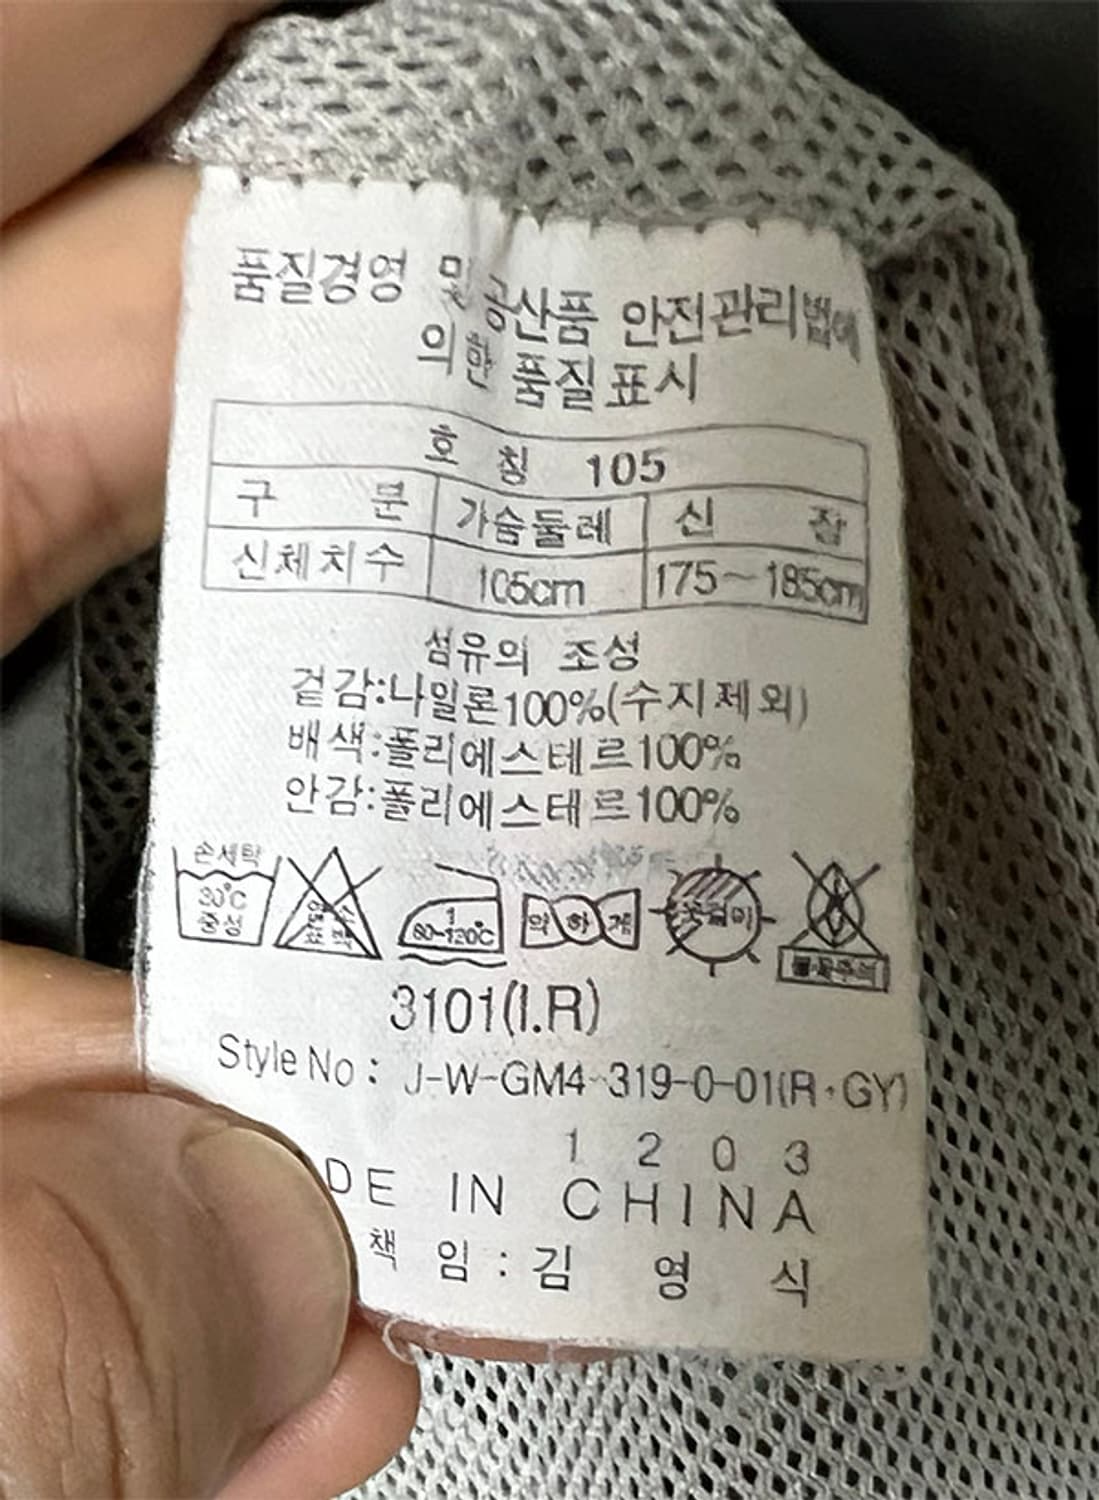 품질경영 및 공산품 안전관리법에
의한 품질표시
호 칭 105
구 분 가슴둘레 신 장
신체치수 105cm 175~185cm
섬유의 조성
겉감:나일론100%(수지제외)
배색:폴리에스테르100%
안감:폴리에스테르100%
손세탁
30°C
중성
1
80~120°C
약하게
3101(I.R)
Style No : J-W-GM4-319-0-01(R·GY)
1 2 0 3
DE IN CHINA
책 임 : 김 영 식